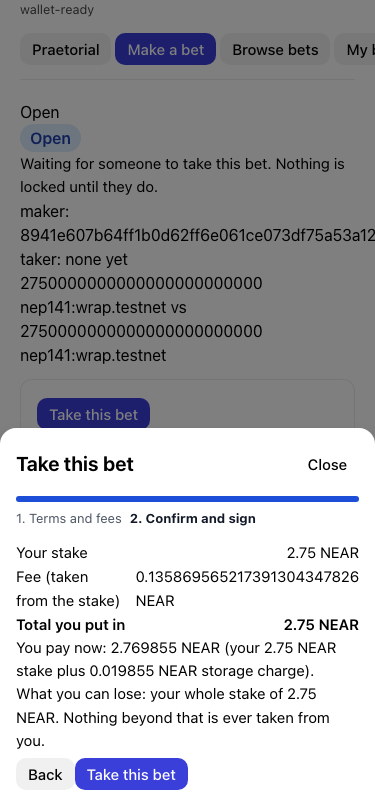 wallet-ready
Praetorial Make a bet Browse bets My b
Open
Open
Waiting for someone to take this bet. Nothing is
locked until they do.
maker:
8941e607b64ff1b0d62ff6e061ce073df75a53a12
taker: none yet
2750000000000000000000000
nep141:wrap.testnet vs
2750000000000000000000000
nep141:wrap.testnet
Take this bet
Take this bet Close
1. Terms and fees 2. Confirm and sign
Your stake 2.75 NEAR
Fee (taken 0.135869565217391304347826
from the stake) NEAR
Total you put in 2.75 NEAR
You pay now: 2.769855 NEAR (your 2.75 NEAR
stake plus 0.019855 NEAR storage charge).
What you can lose: your whole stake of 2.75
NEAR. Nothing beyond that is ever taken from
you.
Back Take this bet